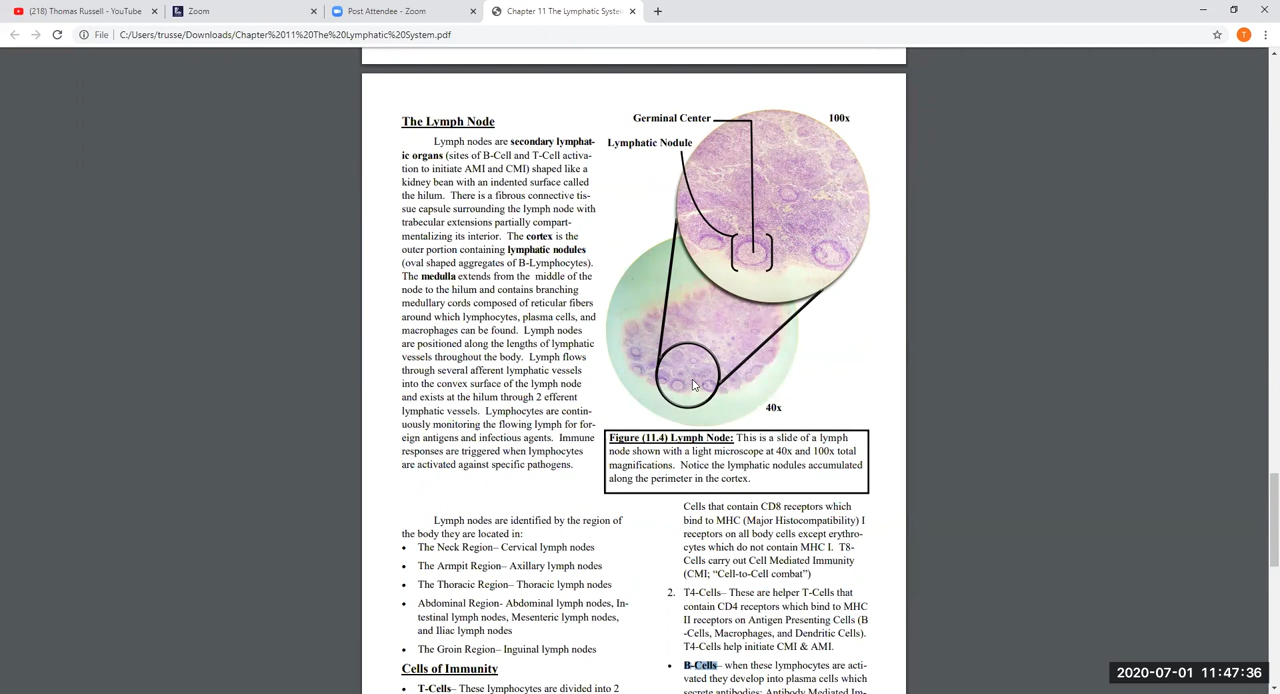 (218) Thomas Russell - YouTube
Zoom
Post Attendee - Zoom
Chapter 11 The Lymphatic Syste
File
C:/Users/trusse/Downloads/Chapter%2011%20The%20Lymphatic%20System.pdf
T
The Lymph Node
Lymph nodes are secondary lymphat-
ic organs (sites of B-Cell and T-Cell activa-
tion to initiate AMI and CMI) shaped like a
kidney bean with an indented surface called
the hilum. There is a fibrous connective tis-
sue capsule surrounding the lymph node with
trabecular extensions partially compart-
mentalizing its interior. The cortex is the
outer portion containing lymphatic nodules
(oval shaped aggregates of B-Lymphocytes).
The medulla extends from the middle of the
node to the hilum and contains branching
medullary cords composed of reticular fibers
around which lymphocytes, plasma cells, and
macrophages can be found. Lymph nodes
are positioned along the lengths of lymphatic
vessels throughout the body. Lymph flows
through several afferent lymphatic vessels
into the convex surface of the lymph node
and exists at the hilum through 2 efferent
lymphatic vessels. Lymphocytes are contin-
uously monitoring the flowing lymph for for-
eign antigens and infectious agents. Immune
responses are triggered when lymphocytes
are activated against specific pathogens.
Germinal Center
100x
Lymphatic Nodule
40x
Figure (11.4) Lymph Node: This is a slide of a lymph
node shown with a light microscope at 40x and 100x total
magnifications. Notice the lymphatic nodules accumulated
along the perimeter in the cortex.
Lymph nodes are identified by the region of
the body they are located in:
• The Neck Region– Cervical lymph nodes
• The Armpit Region– Axillary lymph nodes
• The Thoracic Region– Thoracic lymph nodes
• Abdominal Region- Abdominal lymph nodes, In-
testinal lymph nodes, Mesenteric lymph nodes,
and Iliac lymph nodes
• The Groin Region– Inguinal lymph nodes
Cells of Immunity
• T-Cells– These lymphocytes are divided into 2
Cells that contain CD8 receptors which
bind to MHC (Major Histocompatibility) I
receptors on all body cells except erythro-
cytes which do not contain MHC I. T8-
Cells carry out Cell Mediated Immunity
(CMI; “Cell-to-Cell combat”)
2. T4-Cells– These are helper T-Cells that
contain CD4 receptors which bind to MHC
II receptors on Antigen Presenting Cells (B
-Cells, Macrophages, and Dendritic Cells).
T4-Cells help initiate CMI & AMI.
• B-Cells– when these lymphocytes are acti-
vated they develop into plasma cells which
secrete antibodies; Antibody Mediated Im-
2020-07-01 11:47:36